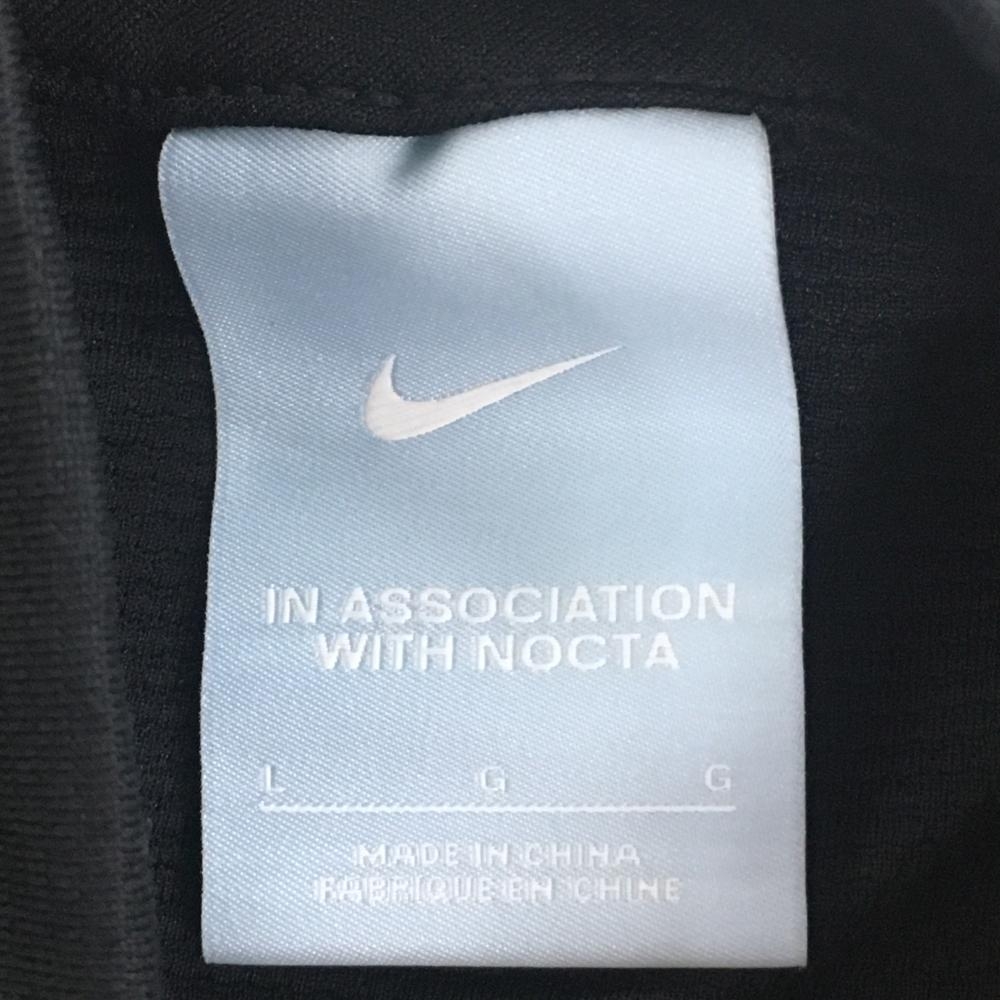 IN ASSOCIATION
WITH NOCTA
L G G
MADE IN CHINA
FABRIQUE EN CHINE